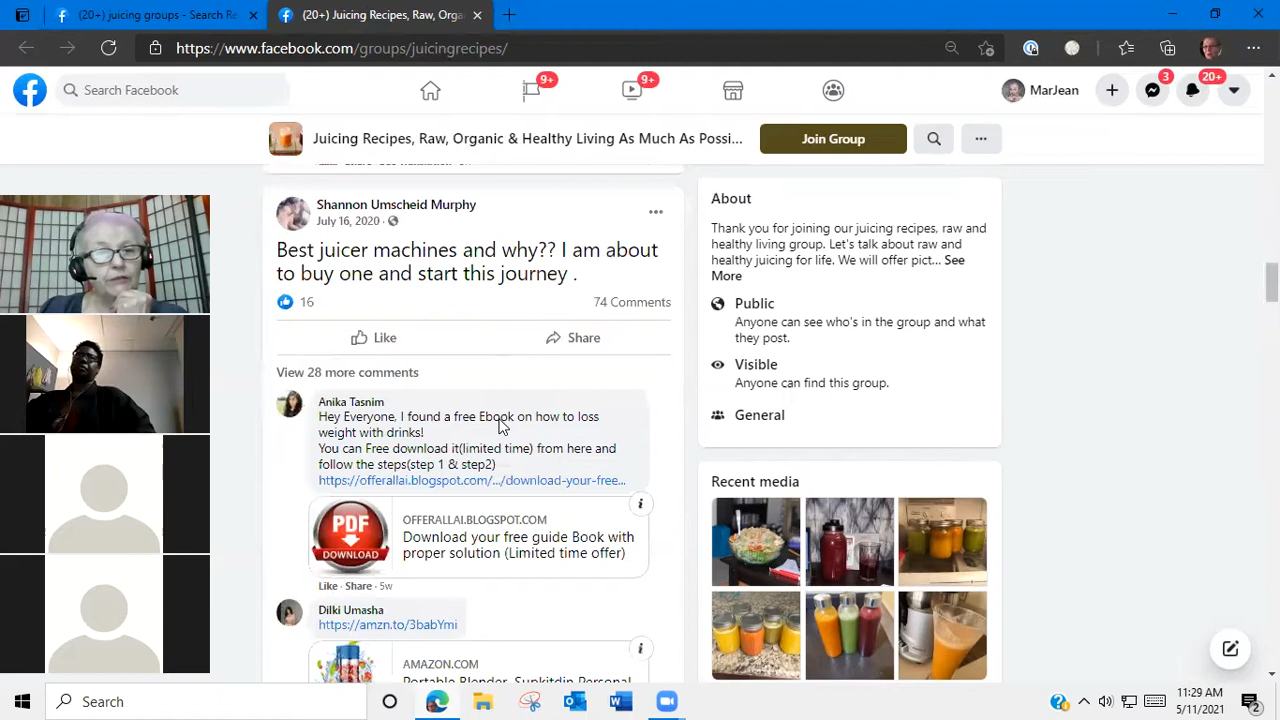 (20+) juicing groups - Search Re
(20+) Juicing Recipes, Raw, Orga
https://www.facebook.com/groups/juicingrecipes/
Search Facebook
9+
9+
MarJean
3
20+
Juicing Recipes, Raw, Organic & Healthy Living As Much As Possi...
Join Group
Shannon Umscheid Murphy
July 16, 2020
Best juicer machines and why?? I am about
to buy one and start this journey .
16
74 Comments
Like
Share
View 28 more comments
Anika Tasnim
Hey Everyone. I found a free Ebook on how to loss
weight with drinks!
You can Free download it(limited time) from here and
follow the steps(step 1 & step2)
https://offerallai.blogspot.com/.../download-your-free...
PDF
DOWNLOAD
OFFERALLAI.BLOGSPOT.COM
Download your free guide Book with
proper solution (Limited time offer)
Like · Share · 5w
Dilki Umasha
https://amzn.to/3babYmi
AMAZON.COM
Portable Blender, Supkitdin Personal
About
Thank you for joining our juicing recipes, raw and
healthy living group. Let's talk about raw and
healthy juicing for life. We will offer pict... See
More
Public
Anyone can see who's in the group and what
they post.
Visible
Anyone can find this group.
General
Recent media
Search
11:29 AM
5/11/2021
2